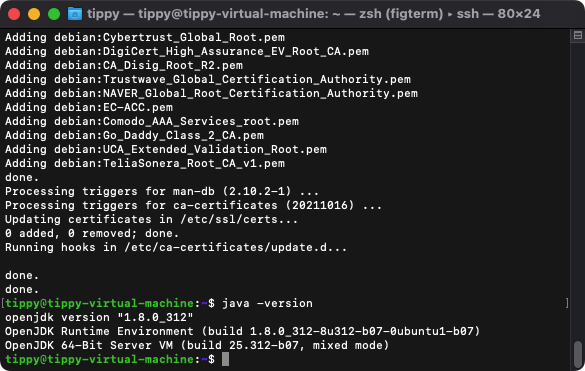 tippy — tippy@tippy-virtual-machine: ~ — zsh (figterm) ▸ ssh — 80×24
Adding debian:Cybertrust_Global_Root.pem
Adding debian:DigiCert_High_Assurance_EV_Root_CA.pem
Adding debian:CA_Disig_Root_R2.pem
Adding debian:Trustwave_Global_Certification_Authority.pem
Adding debian:NAVER_Global_Root_Certification_Authority.pem
Adding debian:EC-ACC.pem
Adding debian:Comodo_AAA_Services_root.pem
Adding debian:Go_Daddy_Class_2_CA.pem
Adding debian:UCA_Extended_Validation_Root.pem
Adding debian:TeliaSonera_Root_CA_v1.pem
done.
Processing triggers for man-db (2.10.2-1) ...
Processing triggers for ca-certificates (20211016) ...
Updating certificates in /etc/ssl/certs...
0 added, 0 removed; done.
Running hooks in /etc/ca-certificates/update.d...
done.
done.
[tippy@tippy-virtual-machine:~$ java -version ]
openjdk version "1.8.0_312"
OpenJDK Runtime Environment (build 1.8.0_312-8u312-b07-0ubuntu1-b07)
OpenJDK 64-Bit Server VM (build 25.312-b07, mixed mode)
tippy@tippy-virtual-machine:~$